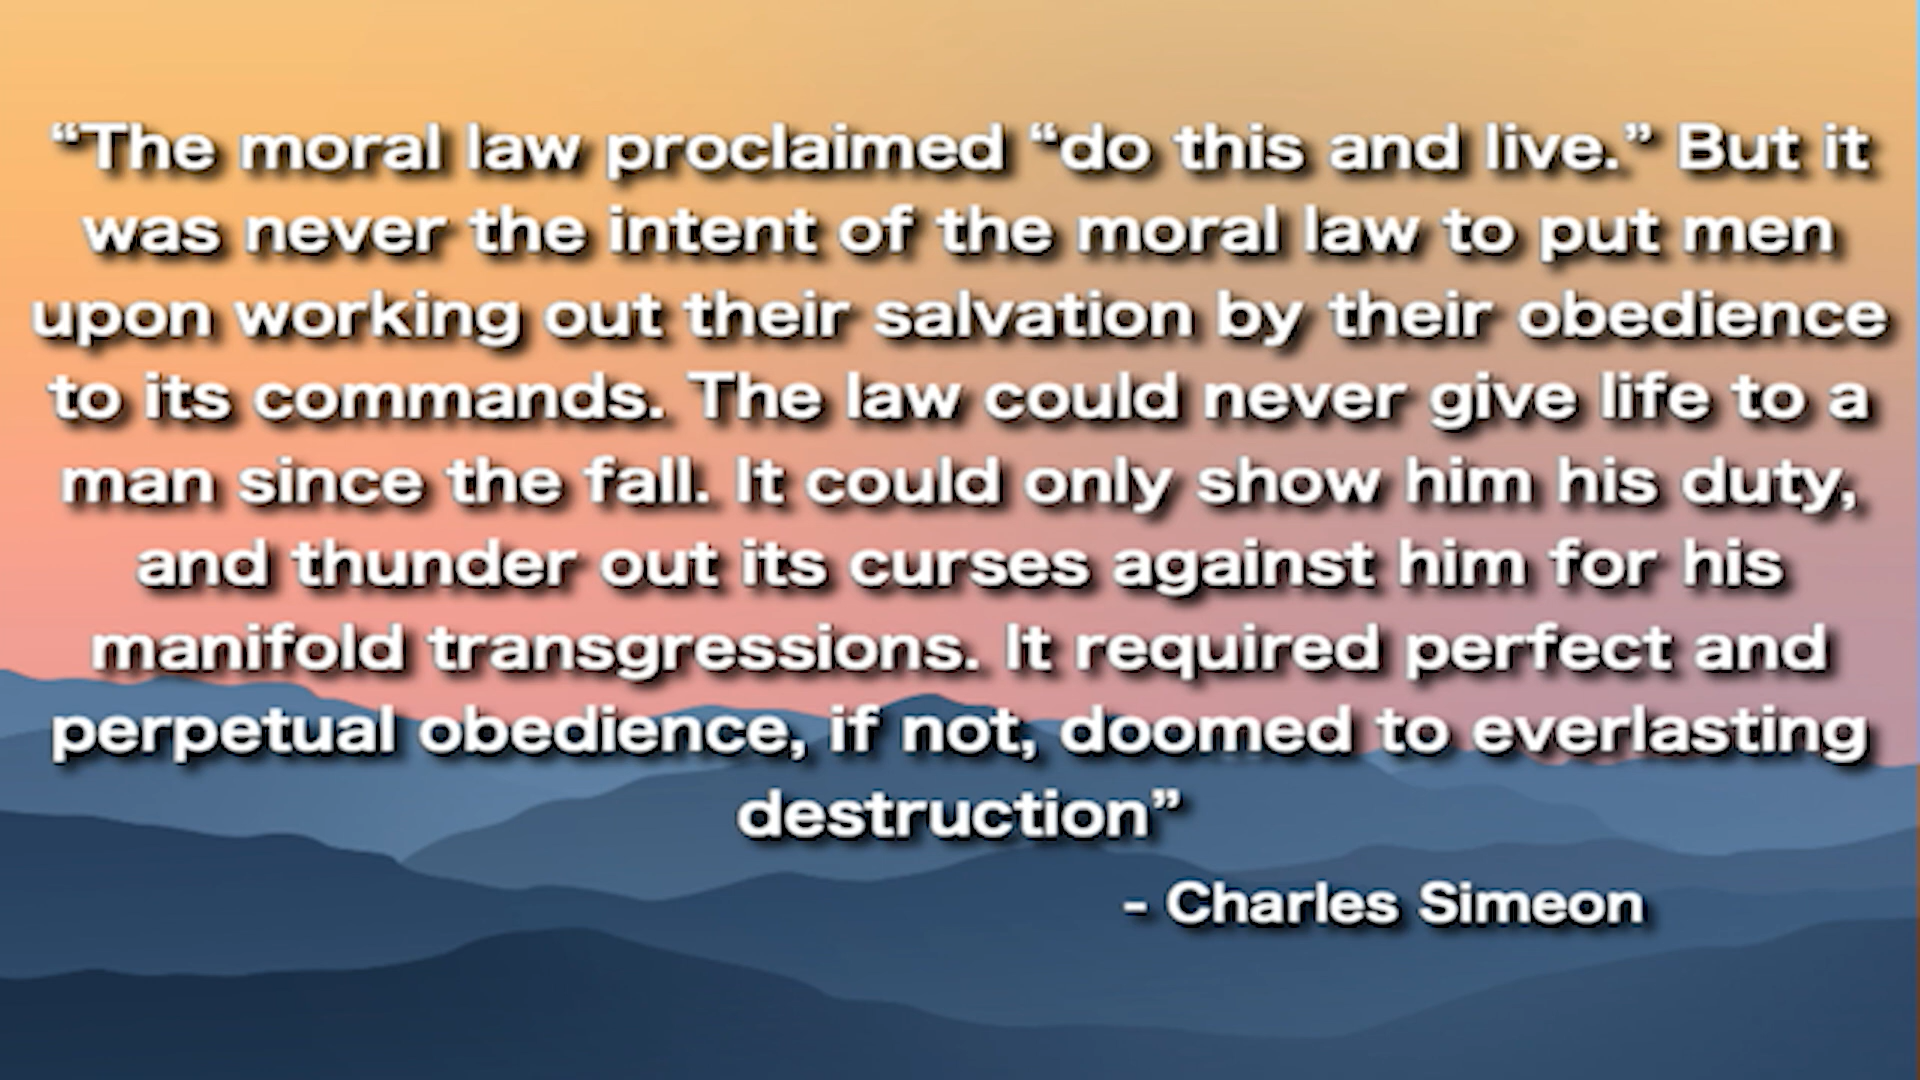 “The moral law proclaimed “do this and live.” But it
was never the intent of the moral law to put men
upon working out their salvation by their obedience
to its commands. The law could never give life to a
man since the fall. It could only show him his duty,
and thunder out its curses against him for his
manifold transgressions. It required perfect and
perpetual obedience, if not, doomed to everlasting
destruction”
- Charles Simeon